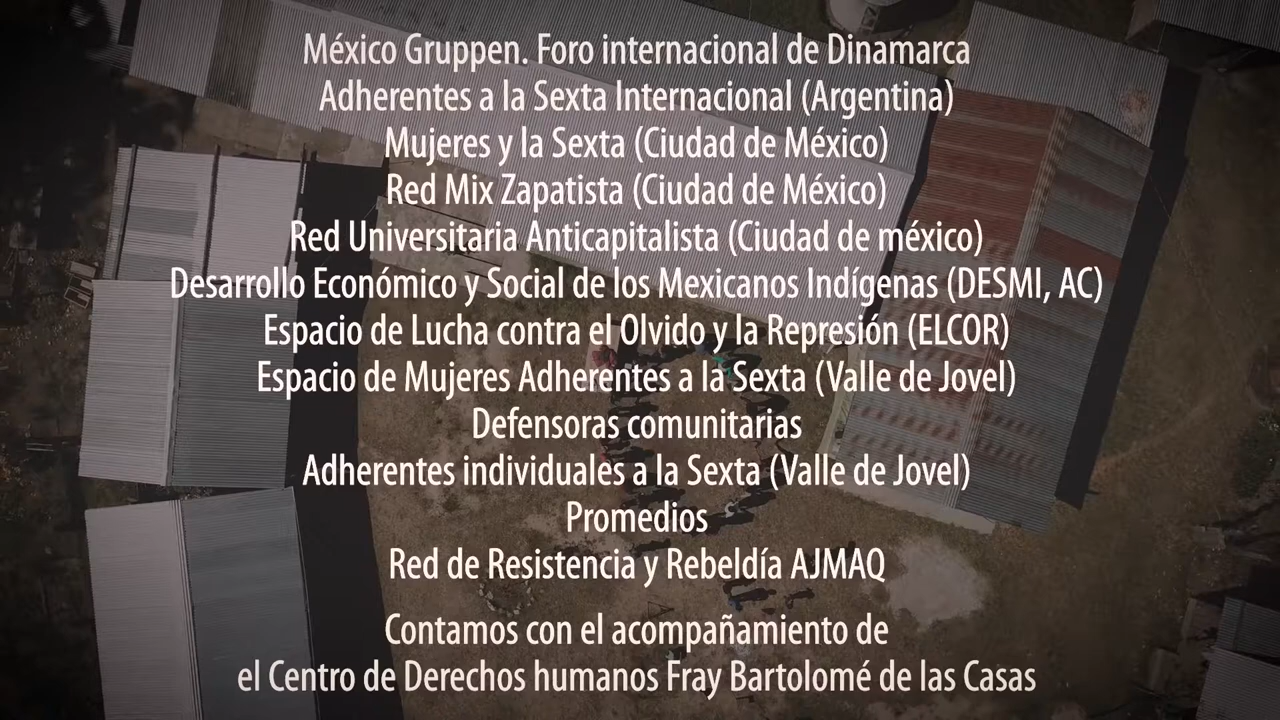 México Gruppen. Foro internacional de Dinamarca
Adherentes a la Sexta Internacional (Argentina)
Mujeres y la Sexta (Ciudad de México)
Red Mix Zapatista (Ciudad de México)
Red Universitaria Anticapitalista (Ciudad de méxico)
Desarrollo Económico y Social de los Mexicanos Indígenas (DESMI, AC)
Espacio de Lucha contra el Olvido y la Represión (ELCOR)
Espacio de Mujeres Adherentes a la Sexta (Valle de Jovel)
Defensoras comunitarias
Adherentes individuales a la Sexta (Valle de Jovel)
Promedios
Red de Resistencia y Rebeldía AJMAQ
Contamos con el acompañamiento de
el Centro de Derechos humanos Fray Bartolomé de las Casas